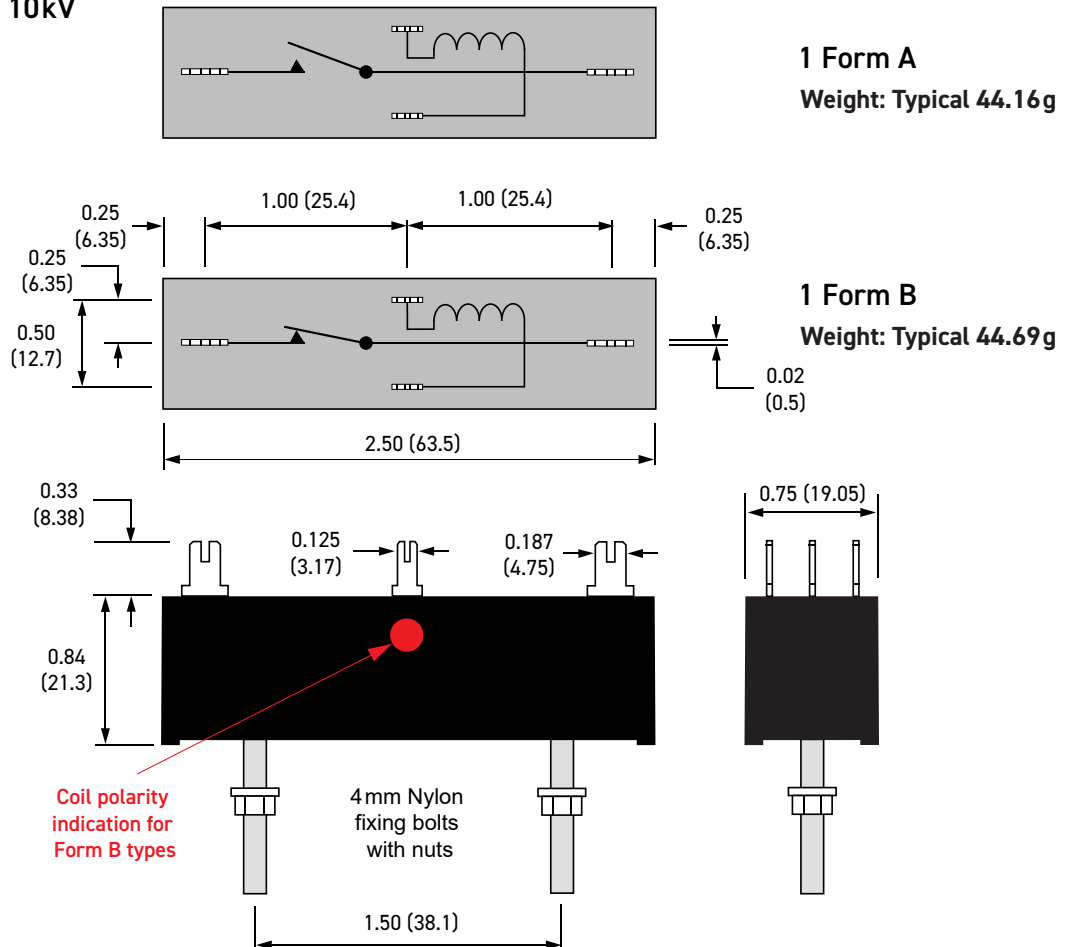 10kV
1 Form A
Weight: Typical 44.16g
0.25
(6.35)
1.00 (25.4)
1.00 (25.4)
0.25
(6.35)
0.25
(6.35)
0.50
(12.7)
1 Form B
Weight: Typical 44.69g
0.02
(0.5)
2.50 (63.5)
0.33
(8.38)
0.125
(3.17)
0.187
(4.75)
0.75 (19.05)
0.84
(21.3)
Coil polarity
indication for
Form B types
4mm Nylon
fixing bolts
with nuts
1.50 (38.1)